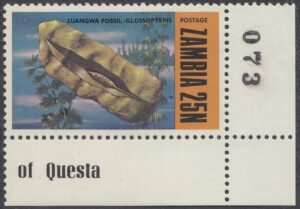 LUANGWA FOSSIL: GLOSSOPTERIS
POSTAGE
ZAMBIA 25N
073
of Questa